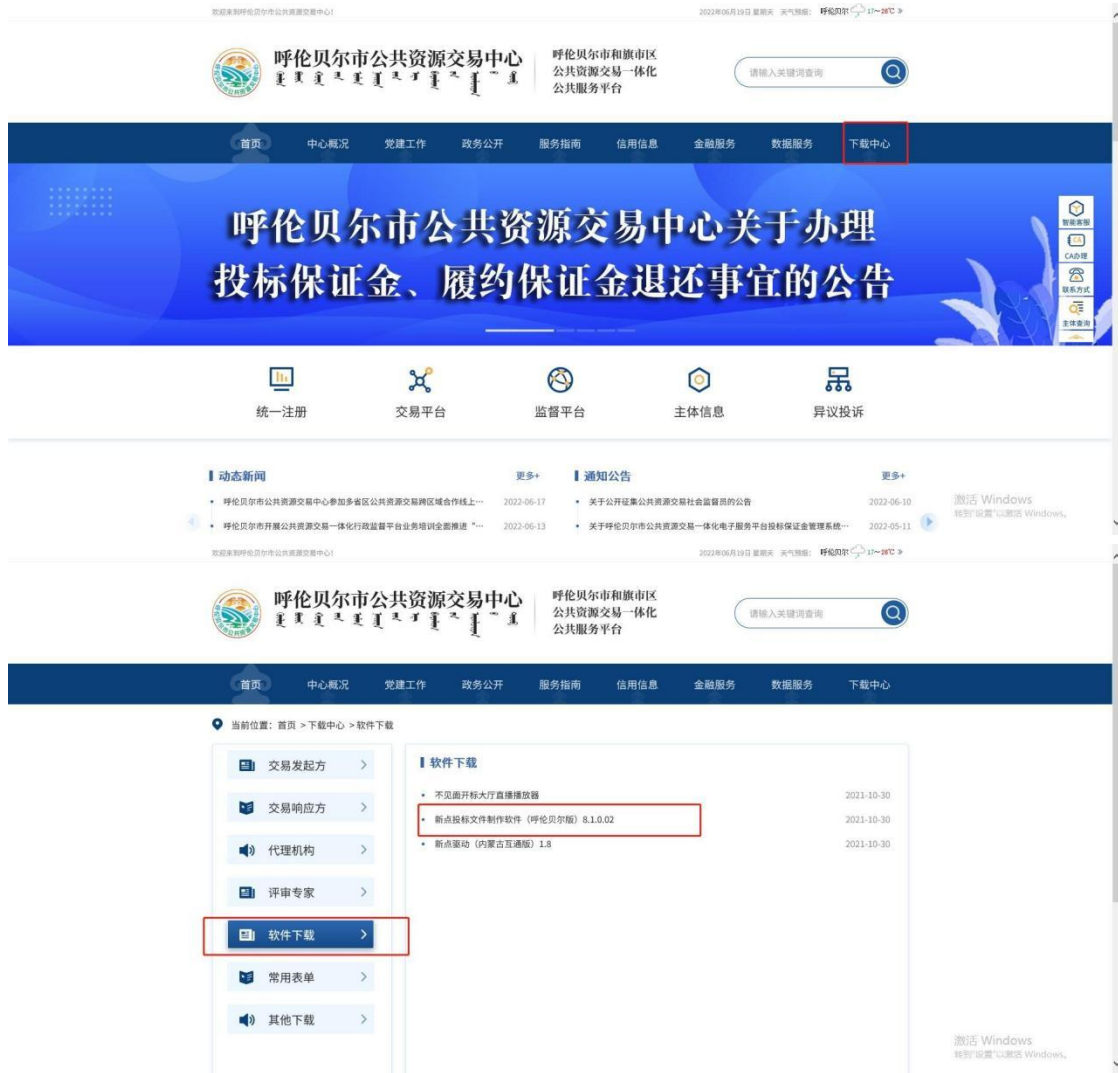 欢迎来到呼伦贝尔市公共资源交易中心!
2022年06月19日 星期天 天气预报: 呼伦贝尔 17~28℃ »
呼伦贝尔市公共资源交易中心
呼伦贝尔市和旗市区
公共资源交易一体化
公共服务平台
请输入关键词查询
首页 中心概况 党建工作 政务公开 服务指南 信用信息 金融服务 数据服务 下载中心
呼伦贝尔市公共资源交易中心关于办理
投标保证金、履约保证金退还事宜的公告
智能客服
CA
CA办理
联系方式
主体查询
统一注册 交易平台 监督平台 主体信息 异议投诉
动态新闻 更多+
呼伦贝尔市公共资源交易中心参加多省区公共资源交易跨区域合作线上… 2022-06-17
呼伦贝尔市开展公共资源交易一体化行政监督平台业务培训全面推进“… 2022-06-13
通知公告 更多+
关于公开征集公共资源交易社会监督员的公告 2022-06-10
关于呼伦贝尔市公共资源交易一体化电子服务平台投标保证金管理系统… 2022-05-11
激活 Windows
转到"设置"以激活 Windows。
欢迎来到呼伦贝尔市公共资源交易中心!
2022年06月19日 星期天 天气预报: 呼伦贝尔 17~28℃ »
呼伦贝尔市公共资源交易中心
呼伦贝尔市和旗市区
公共资源交易一体化
公共服务平台
请输入关键词查询
首页 中心概况 党建工作 政务公开 服务指南 信用信息 金融服务 数据服务 下载中心
当前位置: 首页 > 下载中心 > 软件下载
交易发起方
交易响应方
代理机构
评审专家
软件下载
常用表单
其他下载
软件下载
不见面开标大厅直播播放器 2021-10-30
新点投标文件制作软件（呼伦贝尔版）8.1.0.02 2021-10-30
新点驱动（内蒙古互通版）1.8 2021-10-30
激活 Windows
转到"设置"以激活 Windows。